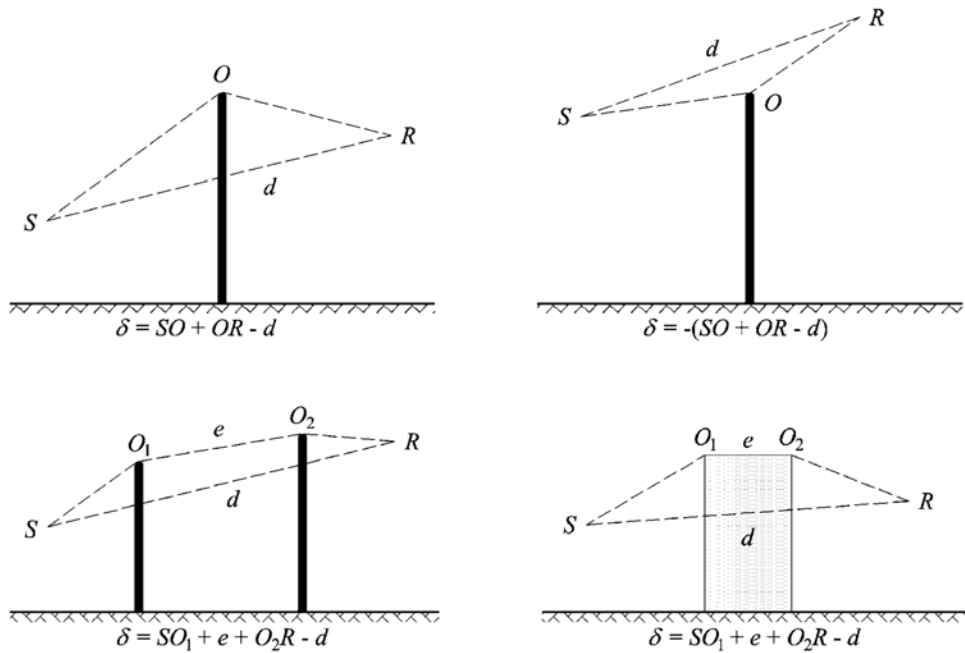 O
S
R
d
δ = SO + OR - d
R
d
S
O
δ = -(SO + OR - d)
O₁
e
O₂
R
d
S
δ = SO₁ + e + O₂R - d
O₁
e
O₂
S
R
d
δ = SO₁ + e + O₂R - d